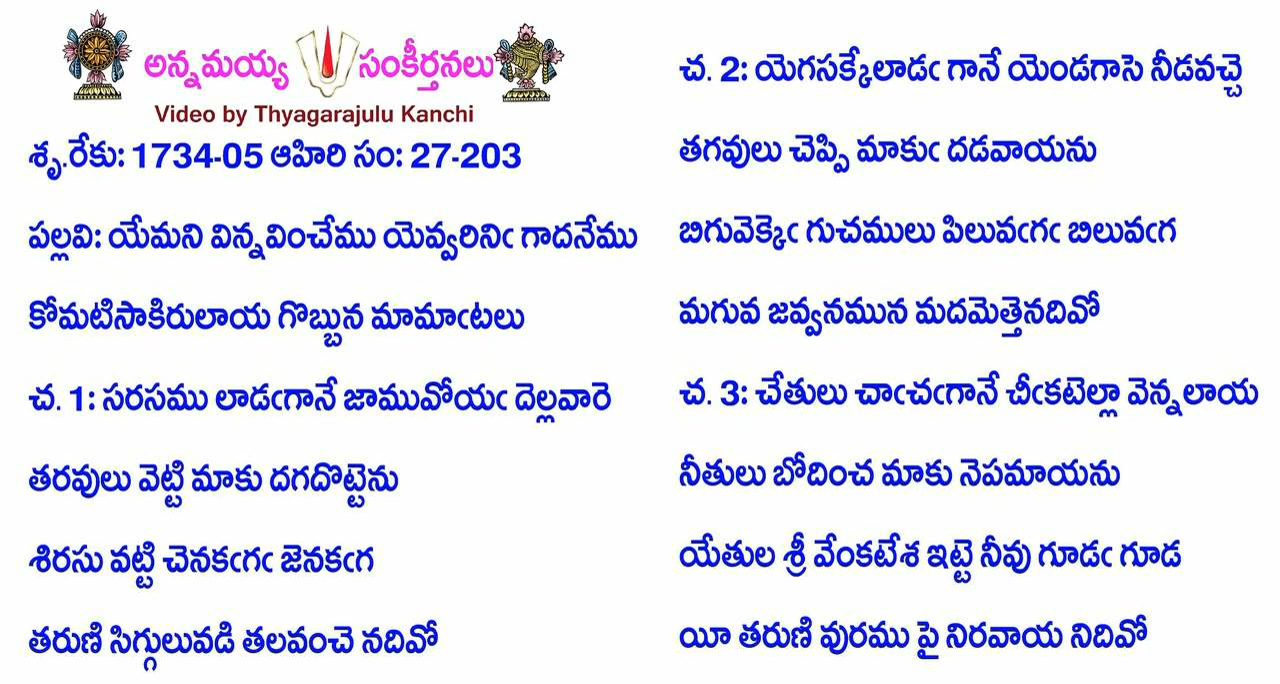 అన్నమయ్య సంకీర్తనలు
Video by Thyagarajulu Kanchi
శృ.రేకు: 1734-05 ఆహిరి సం: 27-203
పల్లవి: యేమని విన్నవించేము యెవ్వరినిఁ గాదనేము
కోమటిసాకిరులాయ గొబ్బున మామాఁటలు
చ. 1: సరసము లాడఁగానే జామువోయఁ దెల్లవారె
తరవులు వెట్టి మాకు దగదొట్టెను
శిరసు వట్టి చెనకఁగఁ జెనకఁగ
తరుణి సిగ్గులువడి తలవంచె నదివో
చ. 2: యెగసక్కేలాడఁ గానే యెండగాసె నీడవచ్చె
తగవులు చెప్పి మాకుఁ దడవాయను
బిగువెక్కెఁ గుచములు పిలువఁగఁ బిలువఁగ
మగువ జవ్వనమున మదమెత్తెనదివో
చ. 3: చేతులు చాఁచఁగానే చీఁకటెల్లా వెన్నలాయ
నీతులు బోదించ మాకు నెపమాయను
యేతుల శ్రీ వేంకటేశ ఇట్టె నీవు గూడఁ గూడ
యీ తరుణి వురము పై నిరవాయ నిదివో